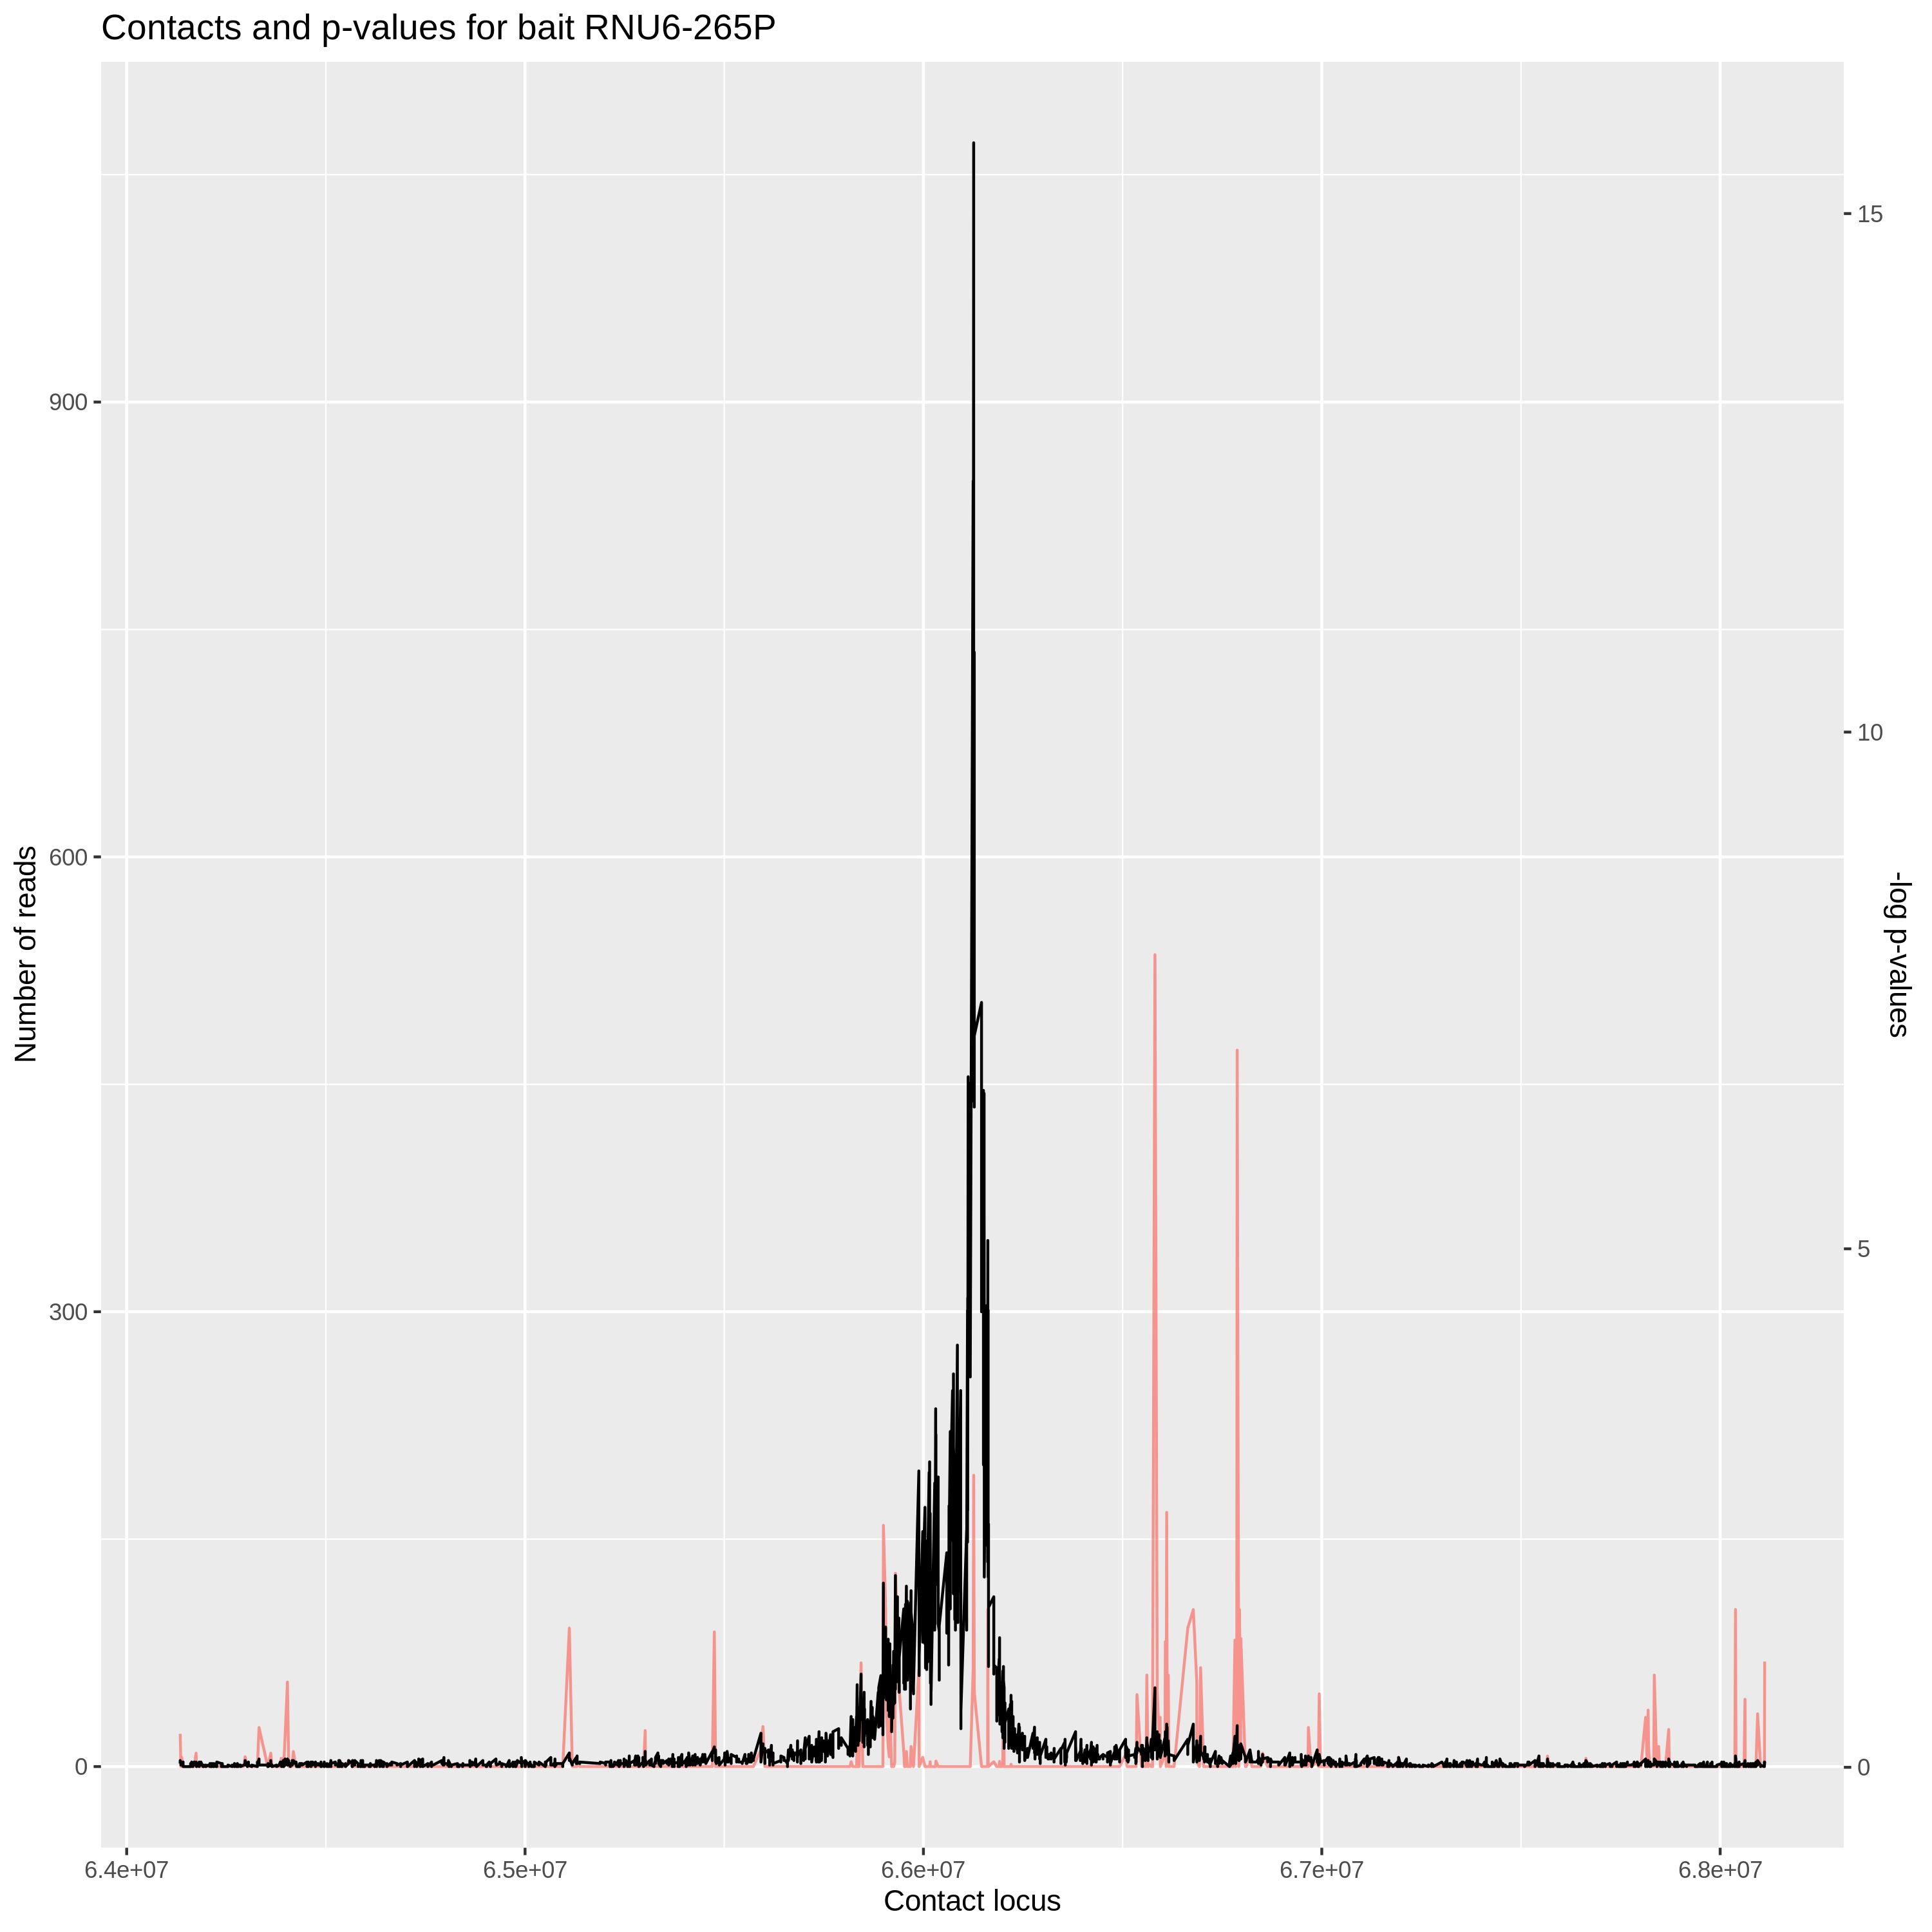 Contacts and p-values for bait RNU6-265P
Number of reads
900
600
300
0
15
10
5
0
-log p-values
6.4e+07 6.5e+07 6.6e+07 6.7e+07 6.8e+07
Contact locus